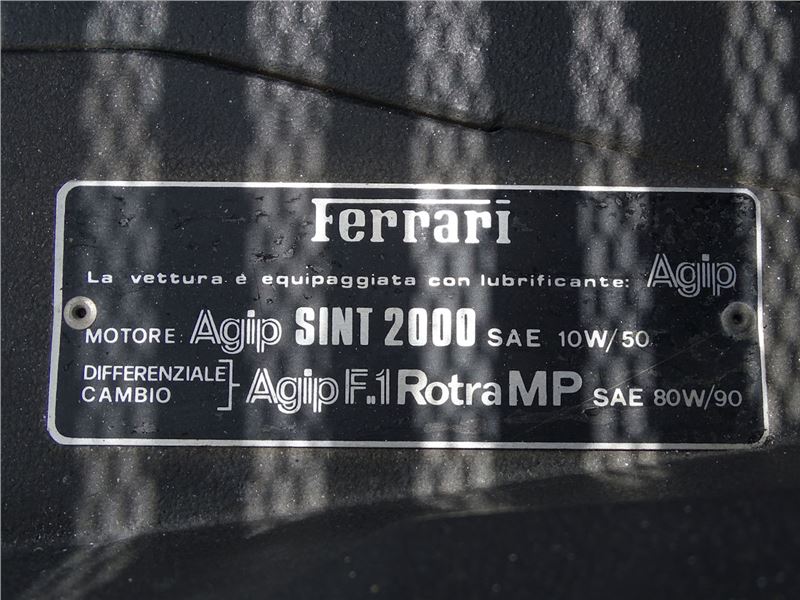 Ferrari
La vettura è equipaggiata con lubrificante: Agip
MOTORE: Agip SINT 2000 SAE 10W/50
DIFFERENZIALE
CAMBIO
Agip F.1 Rotra MP SAE 80W/90